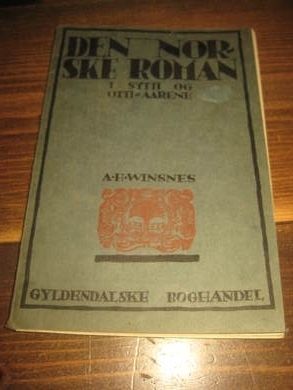 DEN NOR-
SKE ROMAN
I SYTTI OG
OTTI-AARENE
A·H·WINSNES
GYLDENDALSKE BOGHANDEL